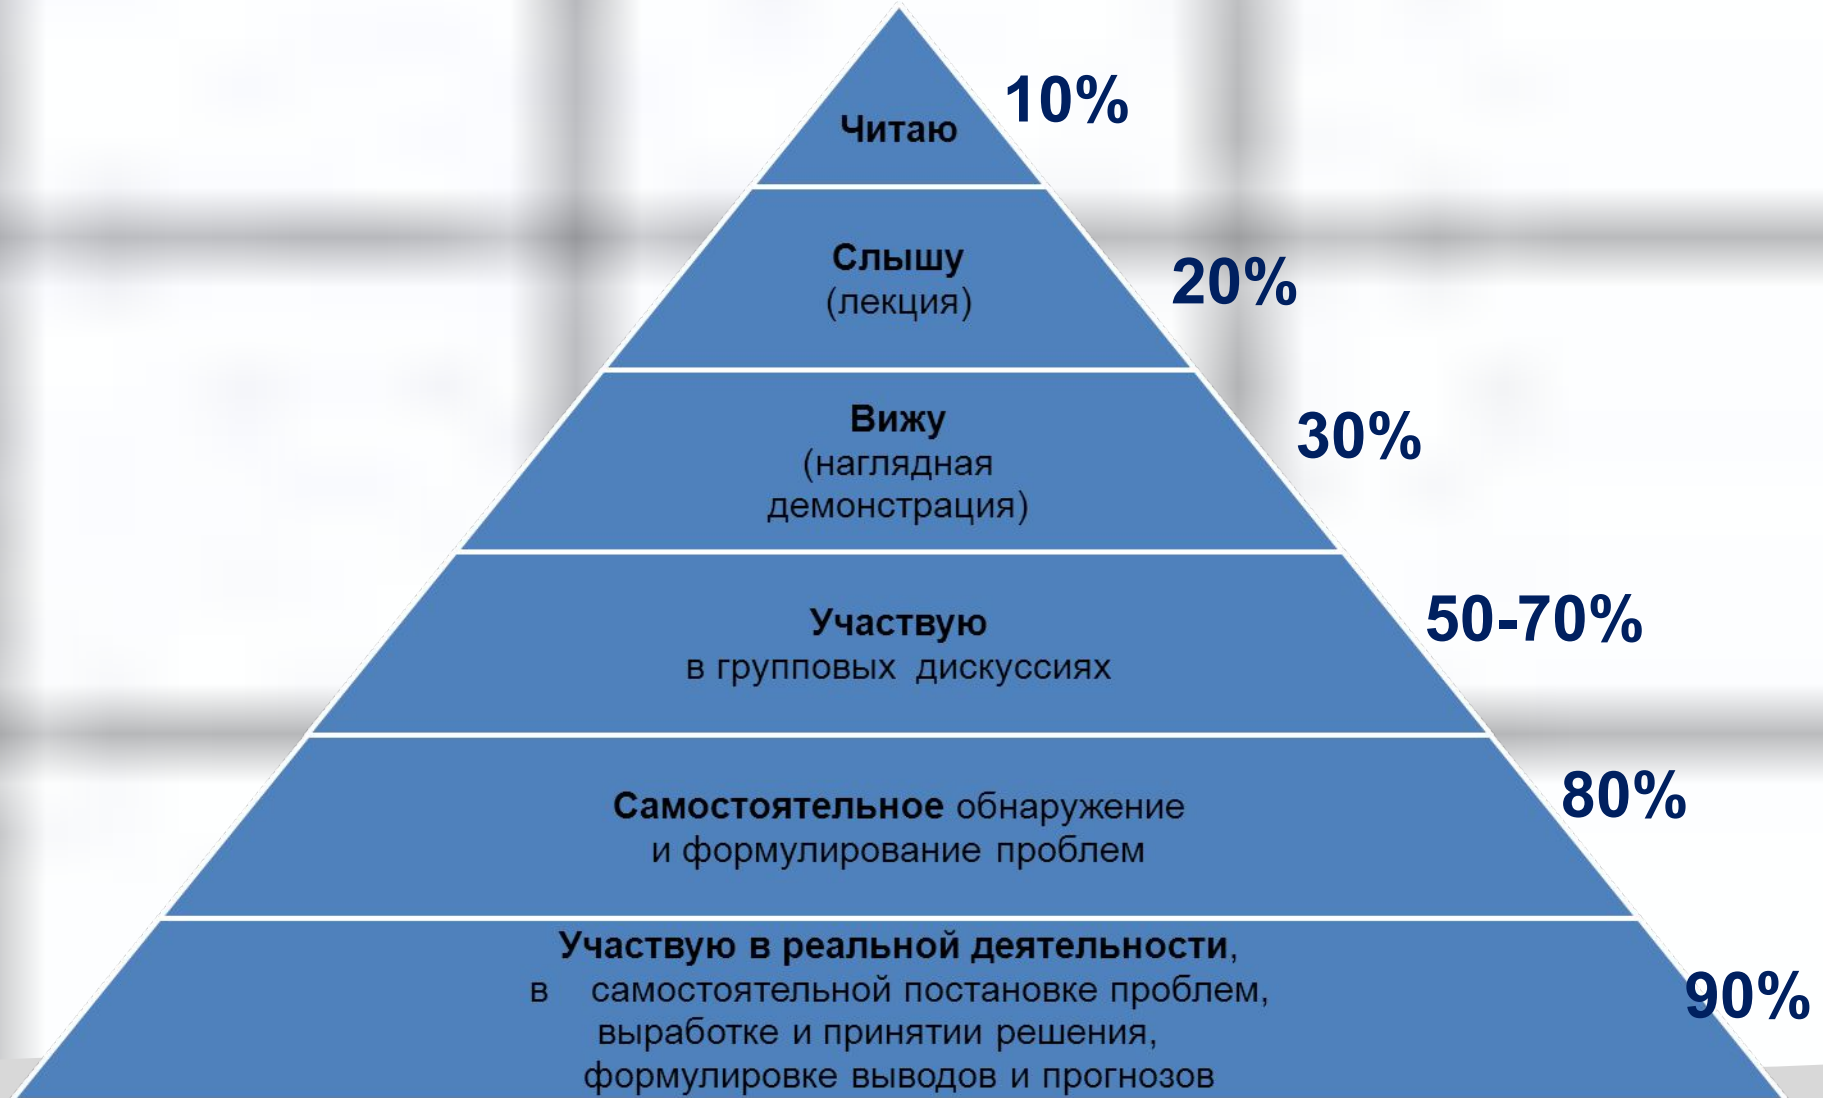 Читаю
10%
Слышу
(лекция)
20%
Вижу
(наглядная
демонстрация)
30%
Участвую
в групповых дискуссиях
50-70%
Самостоятельное обнаружение
и формулирование проблем
80%
Участвую в реальной деятельности,
в самостоятельной постановке проблем,
выработке и принятии решения,
формулировке выводов и прогнозов
90%